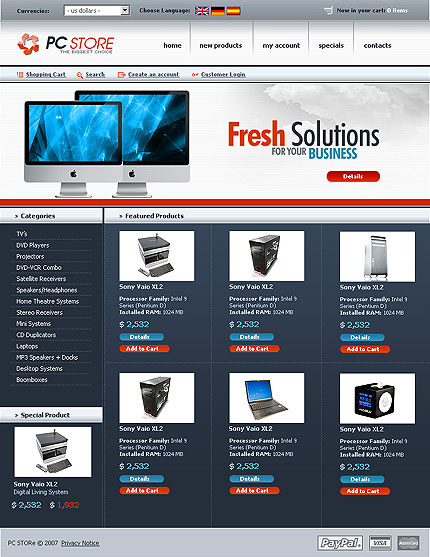 Currencies: - us dollars - Choose Language: Now in your cart: 0 items
PC STORE
THE BIGGEST CHOICE
home new products my account specials contacts
Shopping Cart Search Create an account Customer Login
Fresh Solutions
FOR YOUR BUSINESS
Details
» Categories
TV's
DVD Players
Projectors
DVD-VCR Combo
Satellite Receivers
Speakers/Headphones
Home Theatre Systems
Stereo Receivers
Mini Systems
CD Duplicators
Laptops
MP3 Speakers + Docks
Desktop Systems
Boomboxes
» Special Product
Sony Vaio XL2
Digital Living System
$ 2,532 $ 1,932
» Featured Products
Sony Vaio XL2
Processor Family: Intel 9
Series (Pentium D)
Installed RAM: 1024 MB
$ 2,532
Details
Add to Cart
Sony Vaio XL2
Processor Family: Intel 9
Series (Pentium D)
Installed RAM: 1024 MB
$ 2,532
Details
Add to Cart
Sony Vaio XL2
Processor Family: Intel 9
Series (Pentium D)
Installed RAM: 1024 MB
$ 2,532
Details
Add to Cart
Sony Vaio XL2
Processor Family: Intel 9
Series (Pentium D)
Installed RAM: 1024 MB
$ 2,532
Details
Add to Cart
Sony Vaio XL2
Processor Family: Intel 9
Series (Pentium D)
Installed RAM: 1024 MB
$ 2,532
Details
Add to Cart
Sony Vaio XL2
Processor Family: Intel 9
Series (Pentium D)
Installed RAM: 1024 MB
$ 2,532
Details
Add to Cart
PC STORe © 2007 Privacy Notice
PayPal VISA MasterCard